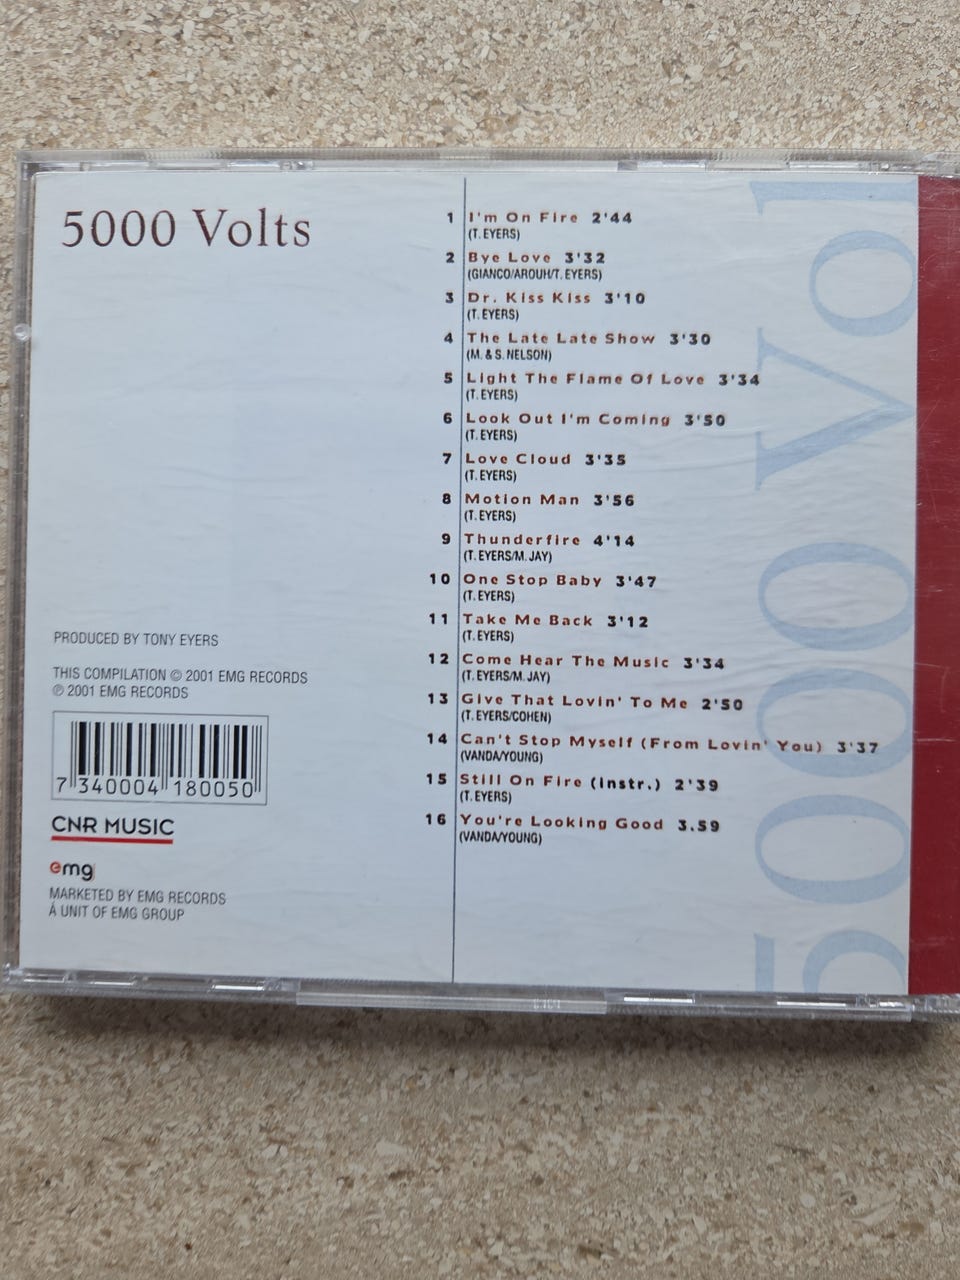 5000 Volts
1 I'm On Fire 2'44
(T. EYERS)
2 Bye Love 3'32
(GIANCO/AROUH/T. EYERS)
3 Dr. Kiss Kiss 3'10
(T. EYERS)
4 The Late Late Show 3'30
(M. & S. NELSON)
5 Light The Flame Of Love 3'34
(T. EYERS)
6 Look Out I'm Coming 3'50
(T. EYERS)
7 Love Cloud 3'35
(T. EYERS)
8 Motion Man 3'56
(T. EYERS)
9 Thunderfire 4'14
(T. EYERS/M. JAY)
10 One Stop Baby 3'47
(T. EYERS)
11 Take Me Back 3'12
(T. EYERS)
12 Come Hear The Music 3'34
(T. EYERS/M. JAY)
13 Give That Lovin' To Me 2'50
(T. EYERS/COHEN)
14 Can't Stop Myself (From Lovin' You) 3'37
(VANDA/YOUNG)
15 Still On Fire (Instr.) 2'39
(T. EYERS)
16 You're Looking Good 3.59
(VANDA/YOUNG)
PRODUCED BY TONY EYERS
THIS COMPILATION © 2001 EMG RECORDS
℗ 2001 EMG RECORDS
7 340004 180050
CNR MUSIC
emg
MARKETED BY EMG RECORDS
Á UNIT OF EMG GROUP
5000 Vol